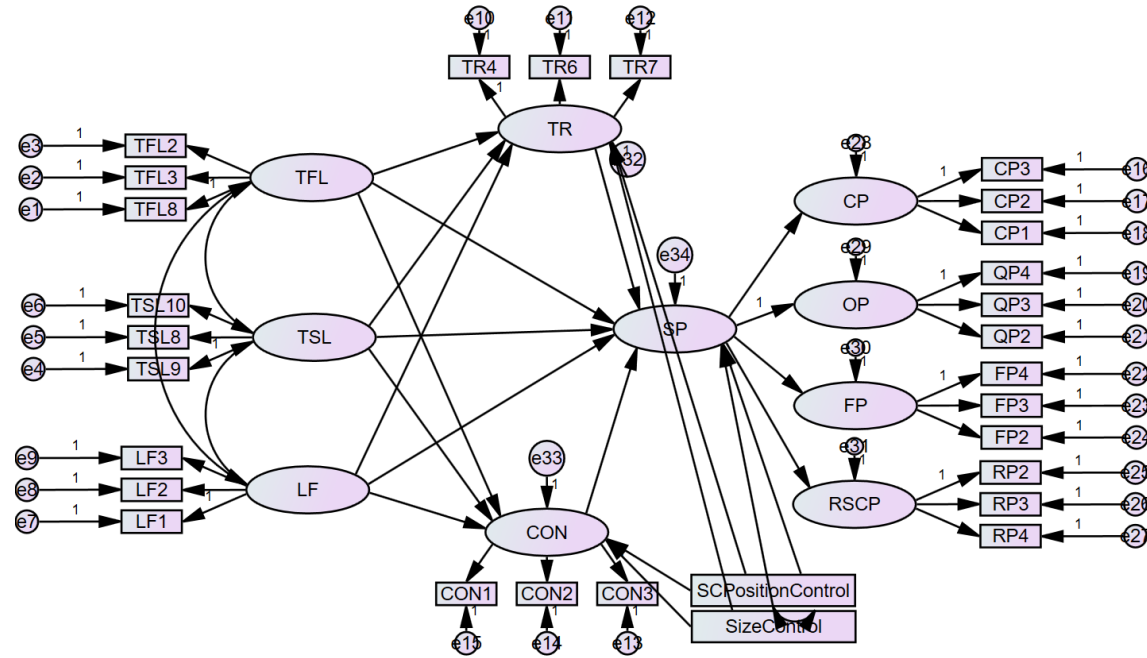 e10
e11
e12
1
1
1
TR4
TR6
TR7
1
TR
e3
1
TFL2
e2
1
TFL3
e1
1
TFL8
1
TFL
1
32
e28
1
CP
1
CP3
1
e16
CP2
1
e17
CP1
1
e18
e6
1
TSL10
e5
1
TSL8
e4
1
TSL9
1
TSL
e34
1
SP
1
e29
1
OP
1
QP4
1
e19
QP3
1
QP2
1
e30
1
FP
1
FP4
1
e22
FP3
1
e23
FP2
1
e24
e9
1
LF3
e8
1
LF2
e7
1
LF1
1
LF
e31
1
RSCP
1
RP2
1
e25
RP3
1
e26
RP4
1
e27
e33
1
CON
CON1
CON2
CON3
1
1
1
1
e15
e14
e13
SCPositionControl
SizeControl